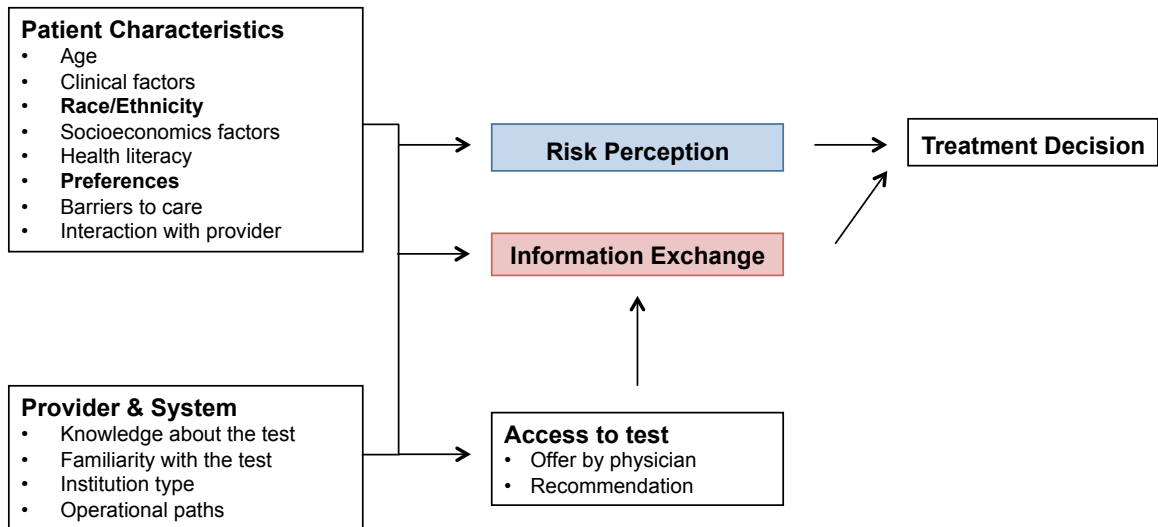 Patient Characteristics
• Age
• Clinical factors
• Race/Ethnicity
• Socioeconomics factors
• Health literacy
• Preferences
• Barriers to care
• Interaction with provider
Risk Perception
Treatment Decision
Information Exchange
Provider & System
• Knowledge about the test
• Familiarity with the test
• Institution type
• Operational paths
Access to test
• Offer by physician
• Recommendation